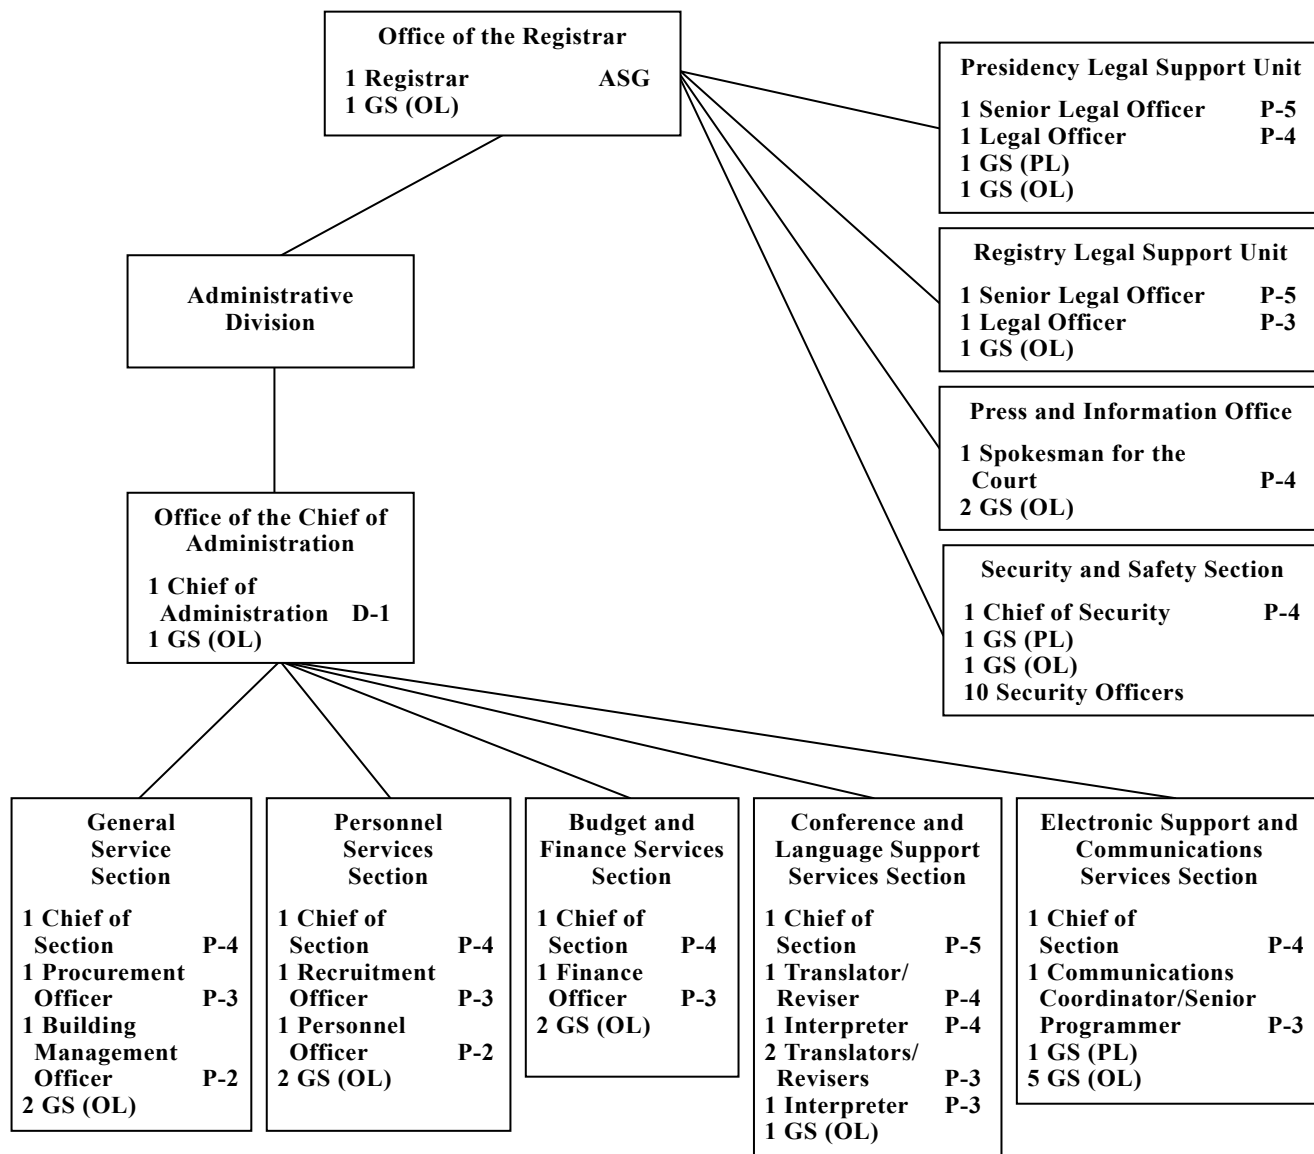 Office of the Registrar
1 Registrar ASG
1 GS (OL)
Presidency Legal Support Unit
1 Senior Legal Officer P-5
1 Legal Officer P-4
1 GS (PL)
1 GS (OL)
Registry Legal Support Unit
1 Senior Legal Officer P-5
1 Legal Officer P-3
1 GS (OL)
Press and Information Office
1 Spokesman for the
Court P-4
2 GS (OL)
Security and Safety Section
1 Chief of Security P-4
1 GS (PL)
1 GS (OL)
10 Security Officers
Administrative
Division
Office of the Chief of
Administration
1 Chief of
Administration D-1
1 GS (OL)
General
Service
Section
1 Chief of
Section P-4
1 Procurement
Officer P-3
1 Building
Management
Officer P-2
2 GS (OL)
Personnel
Services
Section
1 Chief of
Section P-4
1 Recruitment
Officer P-3
1 Personnel
Officer P-2
2 GS (OL)
Budget and
Finance Services
Section
1 Chief of
Section P-4
1 Finance
Officer P-3
2 GS (OL)
Conference and
Language Support
Services Section
1 Chief of
Section P-5
1 Translator/
Reviser P-4
1 Interpreter P-4
2 Translators/
Revisers P-3
1 Interpreter P-3
1 GS (OL)
Electronic Support and
Communications
Services Section
1 Chief of
Section P-4
1 Communications
Coordinator/Senior
Programmer P-3
1 GS (PL)
5 GS (OL)